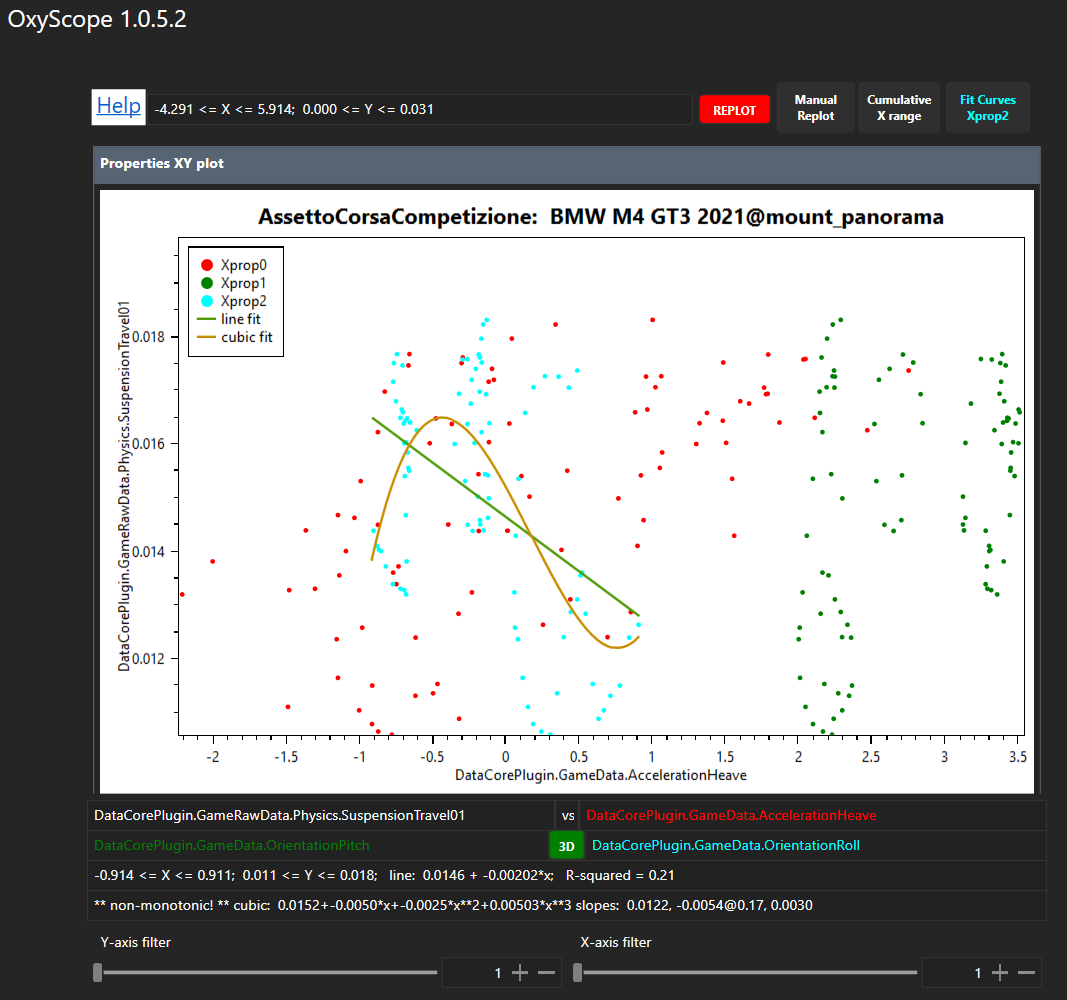 OxyScope 1.0.5.2
Help
-4.291 <= X <= 5.914;  0.000 <= Y <= 0.031
REPLOT
Manual
Replot
Cumulative
X range
Fit Curves
Xprop2
Properties XY plot
AssettoCorsaCompetizione:  BMW M4 GT3 2021@mount_panorama
Xprop0
Xprop1
Xprop2
line fit
cubic fit
DataCorePlugin.GameRawData.Physics.SuspensionTravel01
0.018
0.016
0.014
0.012
-2 -1.5 -1 -0.5 0 0.5 1 1.5 2 2.5 3 3.5
DataCorePlugin.GameData.AccelerationHeave
DataCorePlugin.GameRawData.Physics.SuspensionTravel01 vs DataCorePlugin.GameData.AccelerationHeave
DataCorePlugin.GameData.OrientationPitch 3D DataCorePlugin.GameData.OrientationRoll
-0.914 <= X <= 0.911;  0.011 <= Y <= 0.018;   line:  0.0146 + -0.00202*x;   R-squared = 0.21
** non-monotonic! ** cubic:  0.0152+-0.0050*x+-0.0025*x**2+0.00503*x**3 slopes:  0.0122, -0.0054@0.17, 0.0030
Y-axis filter X-axis filter
1 + − 1 + −